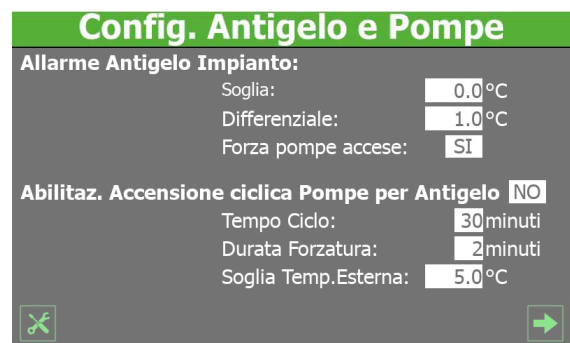 Config. Antigelo e Pompe
Allarme Antigelo Impianto:
Soglia: 0.0 °C
Differenziale: 1.0 °C
Forza pompe accese: SI
Abilitaz. Accensione ciclica Pompe per Antigelo NO
Tempo Ciclo: 30 minuti
Durata Forzatura: 2 minuti
Soglia Temp.Esterna: 5.0 °C